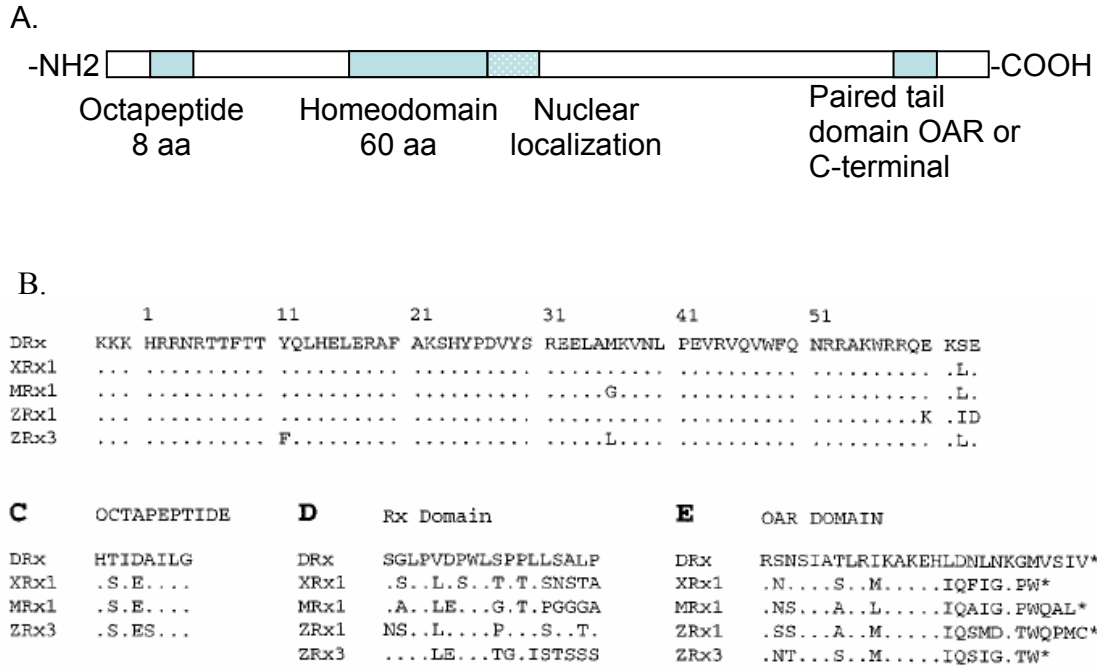 A.
-NH2 -COOH
Octapeptide 8 aa
Homeodomain 60 aa
Nuclear localization
Paired tail domain OAR or C-terminal
B.
1 11 21 31 41 51
DRx KKK HRRNRTTFTT YQLHELERAF AKSHYPDVYS REELAMKVNL PEVRVQVWFQ NRRAKWRRQE KSE
XRx1 ... .......... .......... .......... .......... .......... .......... .L.
MRx1 ... .......... .......... .......... .....G.... .......... .......... .L.
ZRx1 ... .......... .......... .......... .......... .......... .........K .ID
ZRx3 ... .......... F......... .......... .....L.... .......... .......... .L.
C OCTAPEPTIDE
DRx HTIDAILG
XRx1 .S.E....
MRx1 .S.E....
ZRx3 .S.ES...
D Rx Domain
DRx SGLPVDPWLSPPLLSALP
XRx1 .S..L.S..T.T.SNSTA
MRx1 .A..LE...G.T.PGGGA
ZRx1 NS..L....P...S..T.
ZRx3 ....LE...TG.ISTSSS
E OAR DOMAIN
DRx RSNSIATLRIKAKEHLDNLNKGMVSIV*
XRx1 .N....S..M.....IQFIG.PW*
MRx1 .NS...A..L.....IQAIG.PWQAL*
ZRx1 .SS...A..M.....IQSMD.TWQPMC*
ZRx3 .NT...S..M.....IQSIG.TW*